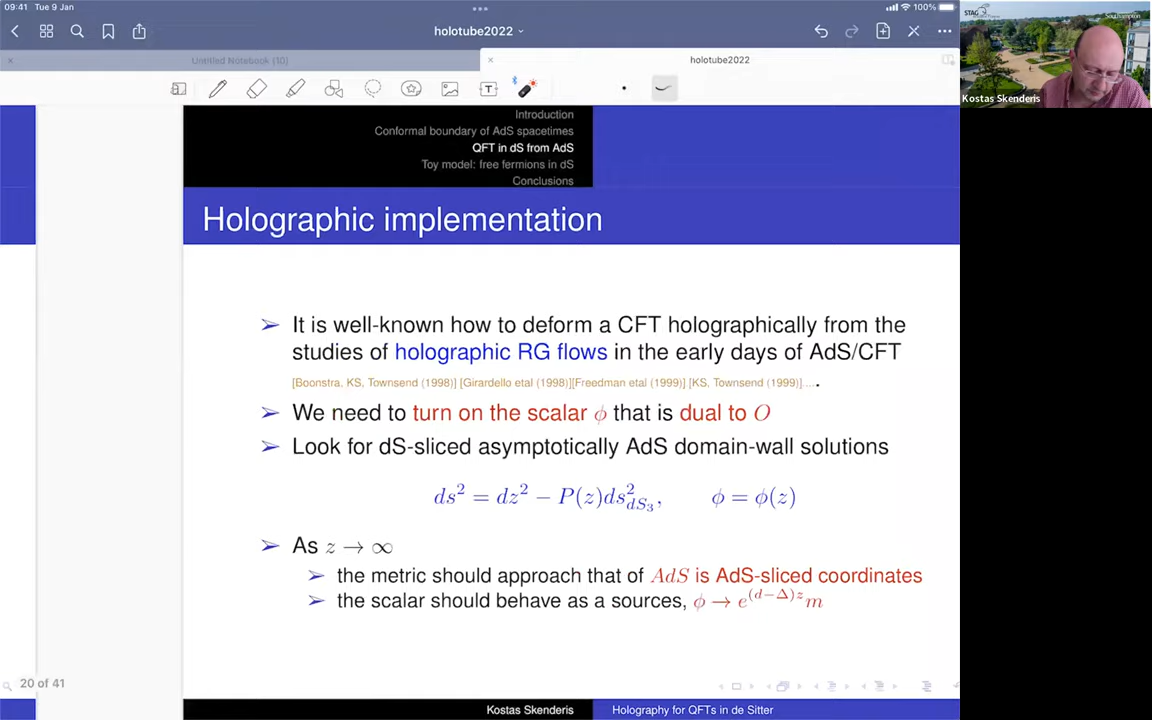 09:41 Tue 9 Jan
100%
holotube2022
Untitled Notebook (10)
holotube2022
STAG
Southampton
Kostas Skenderis
Introduction
Conformal boundary of AdS spacetimes
QFT in dS from AdS
Toy model: free fermions in dS
Conclusions
Holographic implementation
➢ It is well-known how to deform a CFT holographically from the
studies of holographic RG flows in the early days of AdS/CFT
[Boonstra, KS, Townsend (1998)] [Girardello etal (1998)][Freedman etal (1999)] [KS, Townsend (1999)]....
➢ We need to turn on the scalar ϕ that is dual to O
➢ Look for dS-sliced asymptotically AdS domain-wall solutions
ds² = dz² − P(z)ds²_{dS₃}, ϕ = ϕ(z)
➢ As z → ∞
➢ the metric should approach that of AdS is AdS-sliced coordinates
➢ the scalar should behave as a sources, ϕ → e^{(d−Δ)z}m
20 of 41
Kostas Skenderis
Holography for QFTs in de Sitter